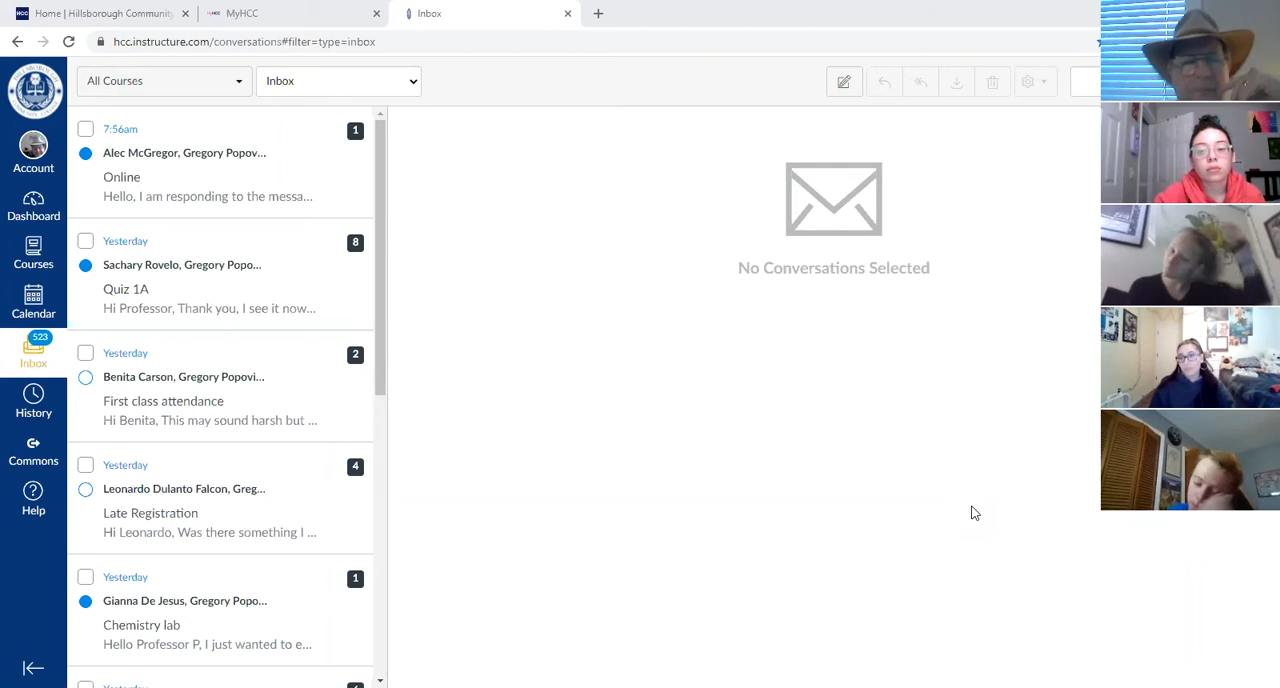 Home | Hillsborough Community
MyHCC
Inbox
hcc.instructure.com/conversations#filter=type=inbox
All Courses
Inbox
Account
Dashboard
Courses
Calendar
523
Inbox
History
Commons
Help
7:56am
1
Alec McGregor, Gregory Popov...
Online
Hello, I am responding to the messa...
Yesterday
8
Sachary Rovelo, Gregory Popo...
Quiz 1A
Hi Professor, Thank you, I see it now...
Yesterday
2
Benita Carson, Gregory Popovi...
First class attendance
Hi Benita, This may sound harsh but ...
Yesterday
4
Leonardo Dulanto Falcon, Greg...
Late Registration
Hi Leonardo, Was there something I ...
Yesterday
1
Gianna De Jesus, Gregory Popo...
Chemistry lab
Hello Professor P, I just wanted to e...
No Conversations Selected